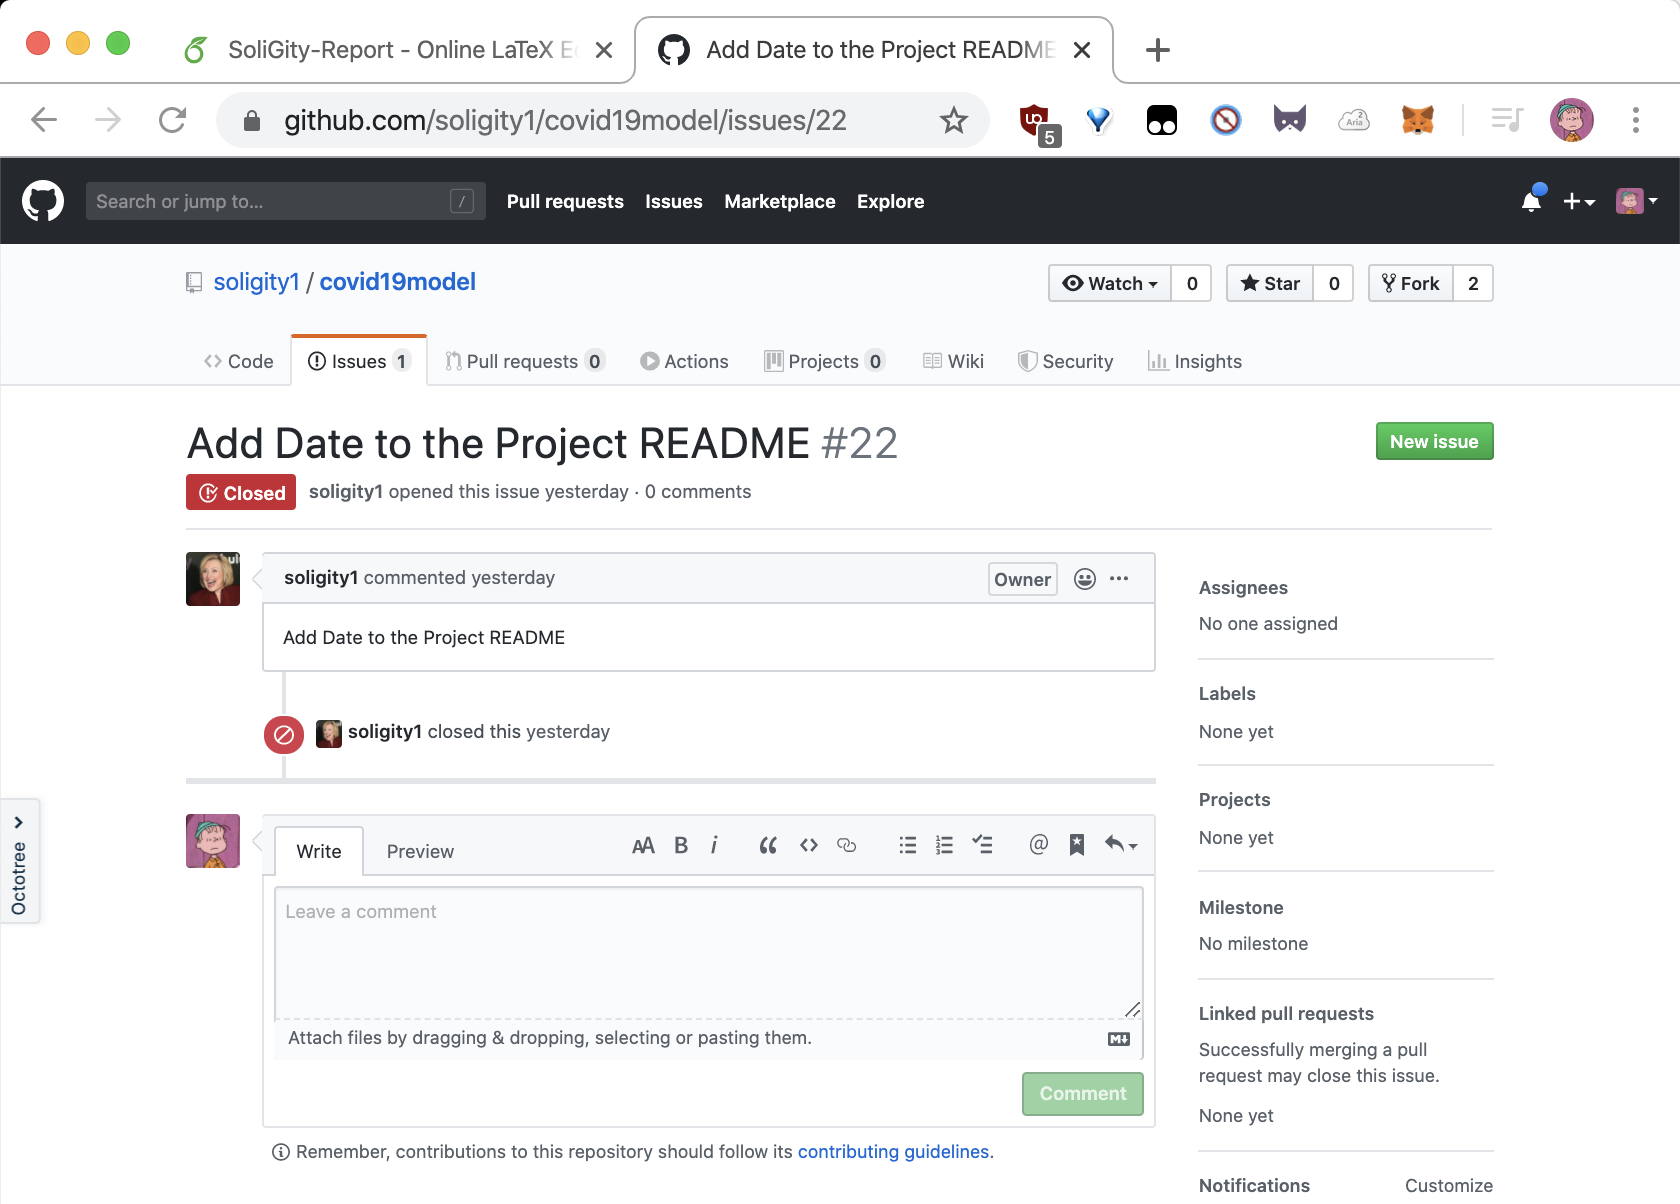 SoliGity-Report - Online LaTeX Ed
Add Date to the Project README
github.com/soligity1/covid19model/issues/22
5
Aria 2
Search or jump to... /
Pull requests
Issues
Marketplace
Explore
soligity1 / covid19model
Watch 0
Star 0
Fork 2
Code
Issues 1
Pull requests 0
Actions
Projects 0
Wiki
Security
Insights
Add Date to the Project README #22
New issue
Closed
soligity1 opened this issue yesterday · 0 comments
soligity1 commented yesterday
Owner
Add Date to the Project README
soligity1 closed this yesterday
Assignees
No one assigned
Labels
None yet
Projects
None yet
Milestone
No milestone
Linked pull requests
Successfully merging a pull
request may close this issue.
None yet
Notifications
Customize
Octotree
Write
Preview
AA B i
Leave a comment
Attach files by dragging & dropping, selecting or pasting them.
Comment
Remember, contributions to this repository should follow its contributing guidelines.